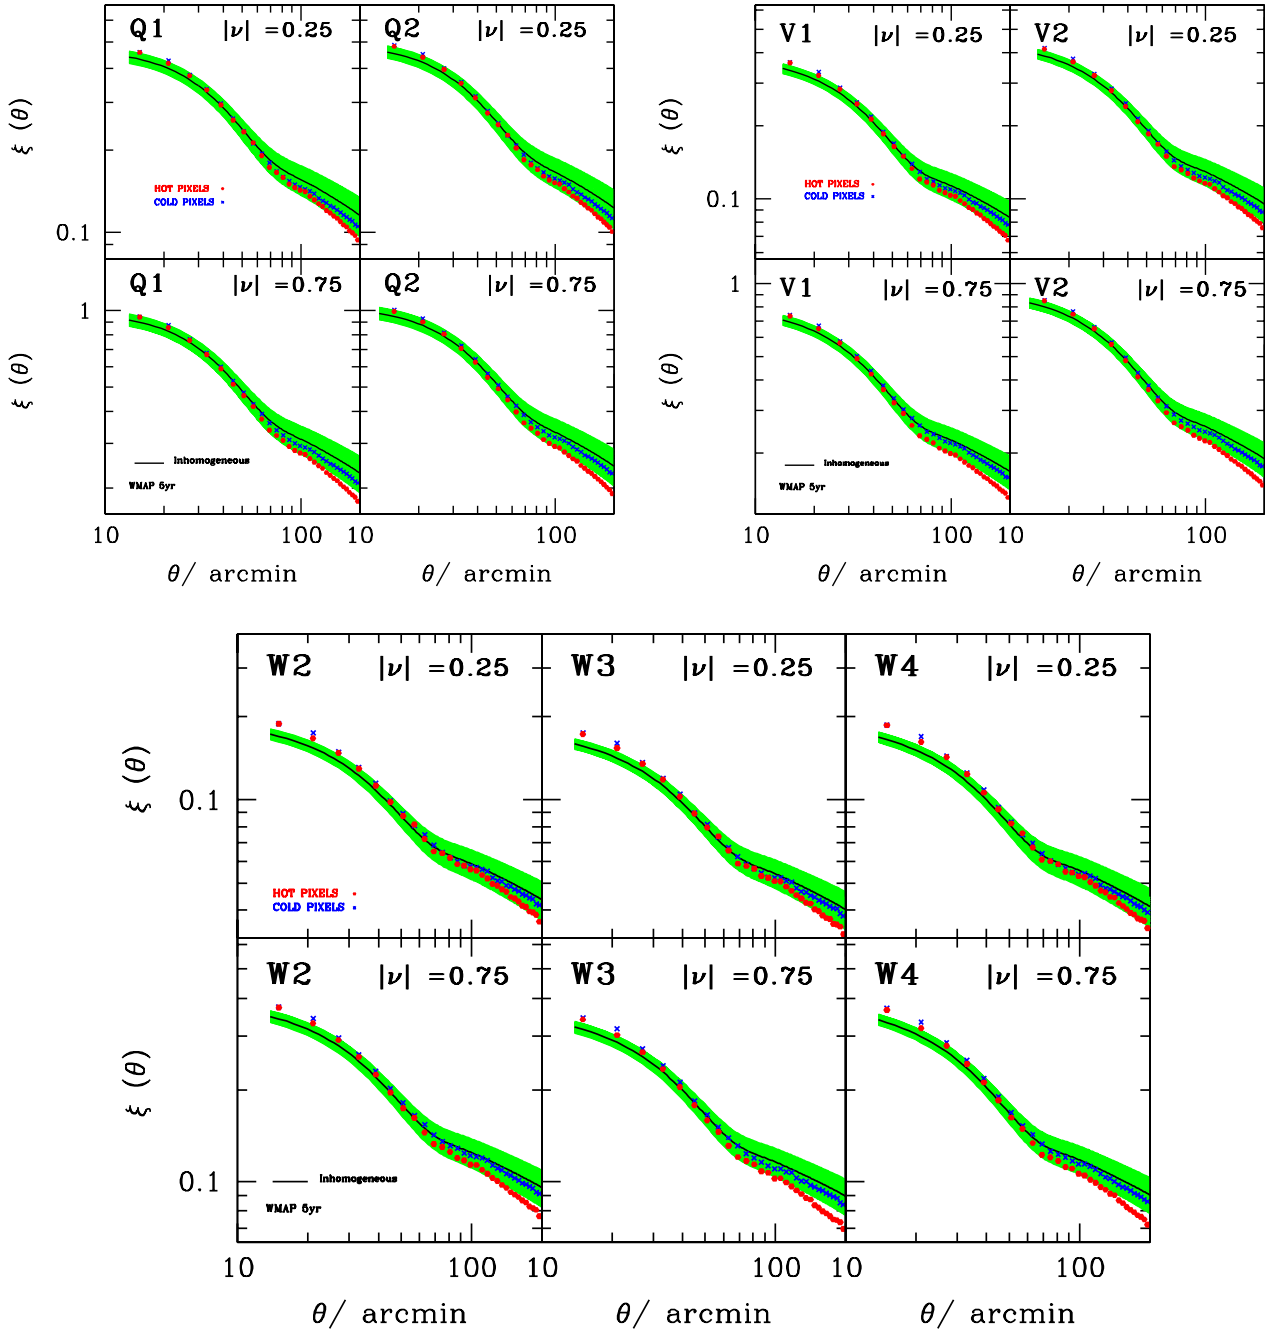 Q1 |ν| =0.25
Q2 |ν| =0.25
V1 |ν| =0.25
V2 |ν| =0.25
ξ (θ)
ξ (θ)
HOT PIXELS
COLD PIXELS
HOT PIXELS
COLD PIXELS
0.1
0.1
Q1 |ν| =0.75
Q2 |ν| =0.75
V1 |ν| =0.75
V2 |ν| =0.75
1
1
ξ (θ)
ξ (θ)
Inhomogeneous
WMAP 5yr
Inhomogeneous
WMAP 5yr
10 100 10 100
10 100 10 100
θ/ arcmin
θ/ arcmin
θ/ arcmin
θ/ arcmin
W2 |ν| =0.25
W3 |ν| =0.25
W4 |ν| =0.25
ξ (θ)
0.1
HOT PIXELS
COLD PIXELS
W2 |ν| =0.75
W3 |ν| =0.75
W4 |ν| =0.75
ξ (θ)
0.1
Inhomogeneous
WMAP 5yr
10 100 10 100 10 100
θ/ arcmin
θ/ arcmin
θ/ arcmin